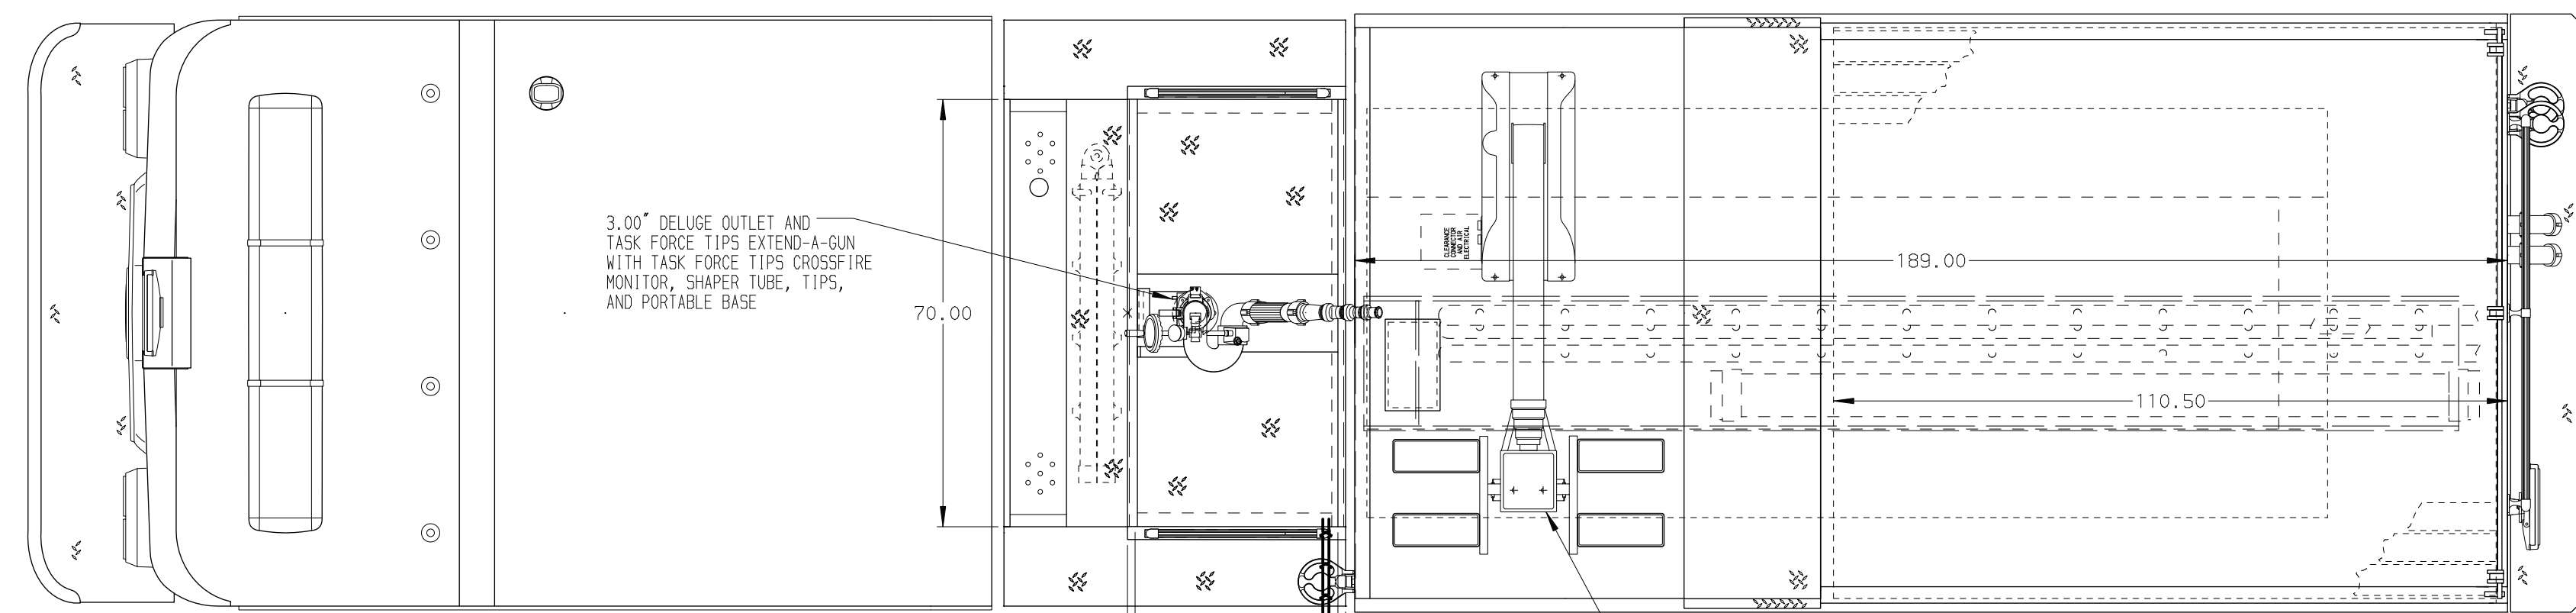 3.00" DELUGE OUTLET AND
TASK FORCE TIPS EXTEND-A-GUN
WITH TASK FORCE TIPS CROSSFIRE
MONITOR, SHAPER TUBE, TIPS,
AND PORTABLE BASE
70.00
CLEARANCE
CONNECTOR
AND AIR
ELECTRICAL
189.00
110.50